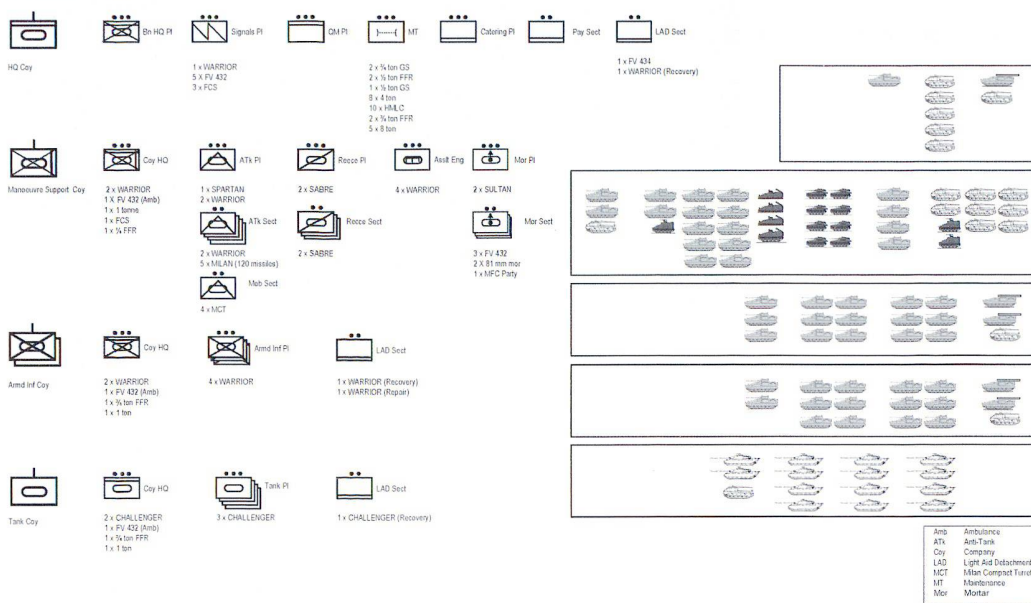 HQ Coy
Bn HQ Pl
Signals Pl
1 x WARRIOR
5 X FV 432
3 x FCS
QM Pl
MT
2 x ¾ ton GS
2 x ½ ton FFR
1 x ½ ton GS
8 x 4 ton
10 x HMLC
2 x ¾ ton FFR
5 x 8 ton
Catering Pl
Pay Sect
LAD Sect
1 x FV 434
1 x WARRIOR (Recovery)
Manoeuvre Support Coy
Coy HQ
2 x WARRIOR
1 X FV 432 (Amb)
1 x 1 tonne
1 x FCS
1 x ¾ FFR
ATk Pl
1 x SPARTAN
2 x WARRIOR
ATk Sect
2 x WARRIOR
5 x MILAN (120 missiles)
Mob Sect
4 x MCT
Recce Pl
2 x SABRE
Recce Sect
2 x SABRE
Asslt Eng
4 x WARRIOR
Mor Pl
2 x SULTAN
Mor Sect
3 x FV 432
2 X 81 mm mor
1 x MFC Party
Armd Inf Coy
Coy HQ
2 x WARRIOR
1 x FV 432 (Amb)
1 x ¾ ton FFR
1 x 1 ton
Armd Inf Pl
4 x WARRIOR
LAD Sect
1 x WARRIOR (Recovery)
1 x WARRIOR (Repair)
Tank Coy
Coy HQ
2 x CHALLENGER
1 x FV 432 (Amb)
1 x ¾ ton FFR
1 x 1 ton
Tank Pl
3 x CHALLENGER
LAD Sect
1 x CHALLENGER (Recovery)
Amb Ambulance
ATk Anti-Tank
Coy Company
LAD Light Aid Detachment
MCT Milan Compact Turret
MT Maintenance
Mor Mortar